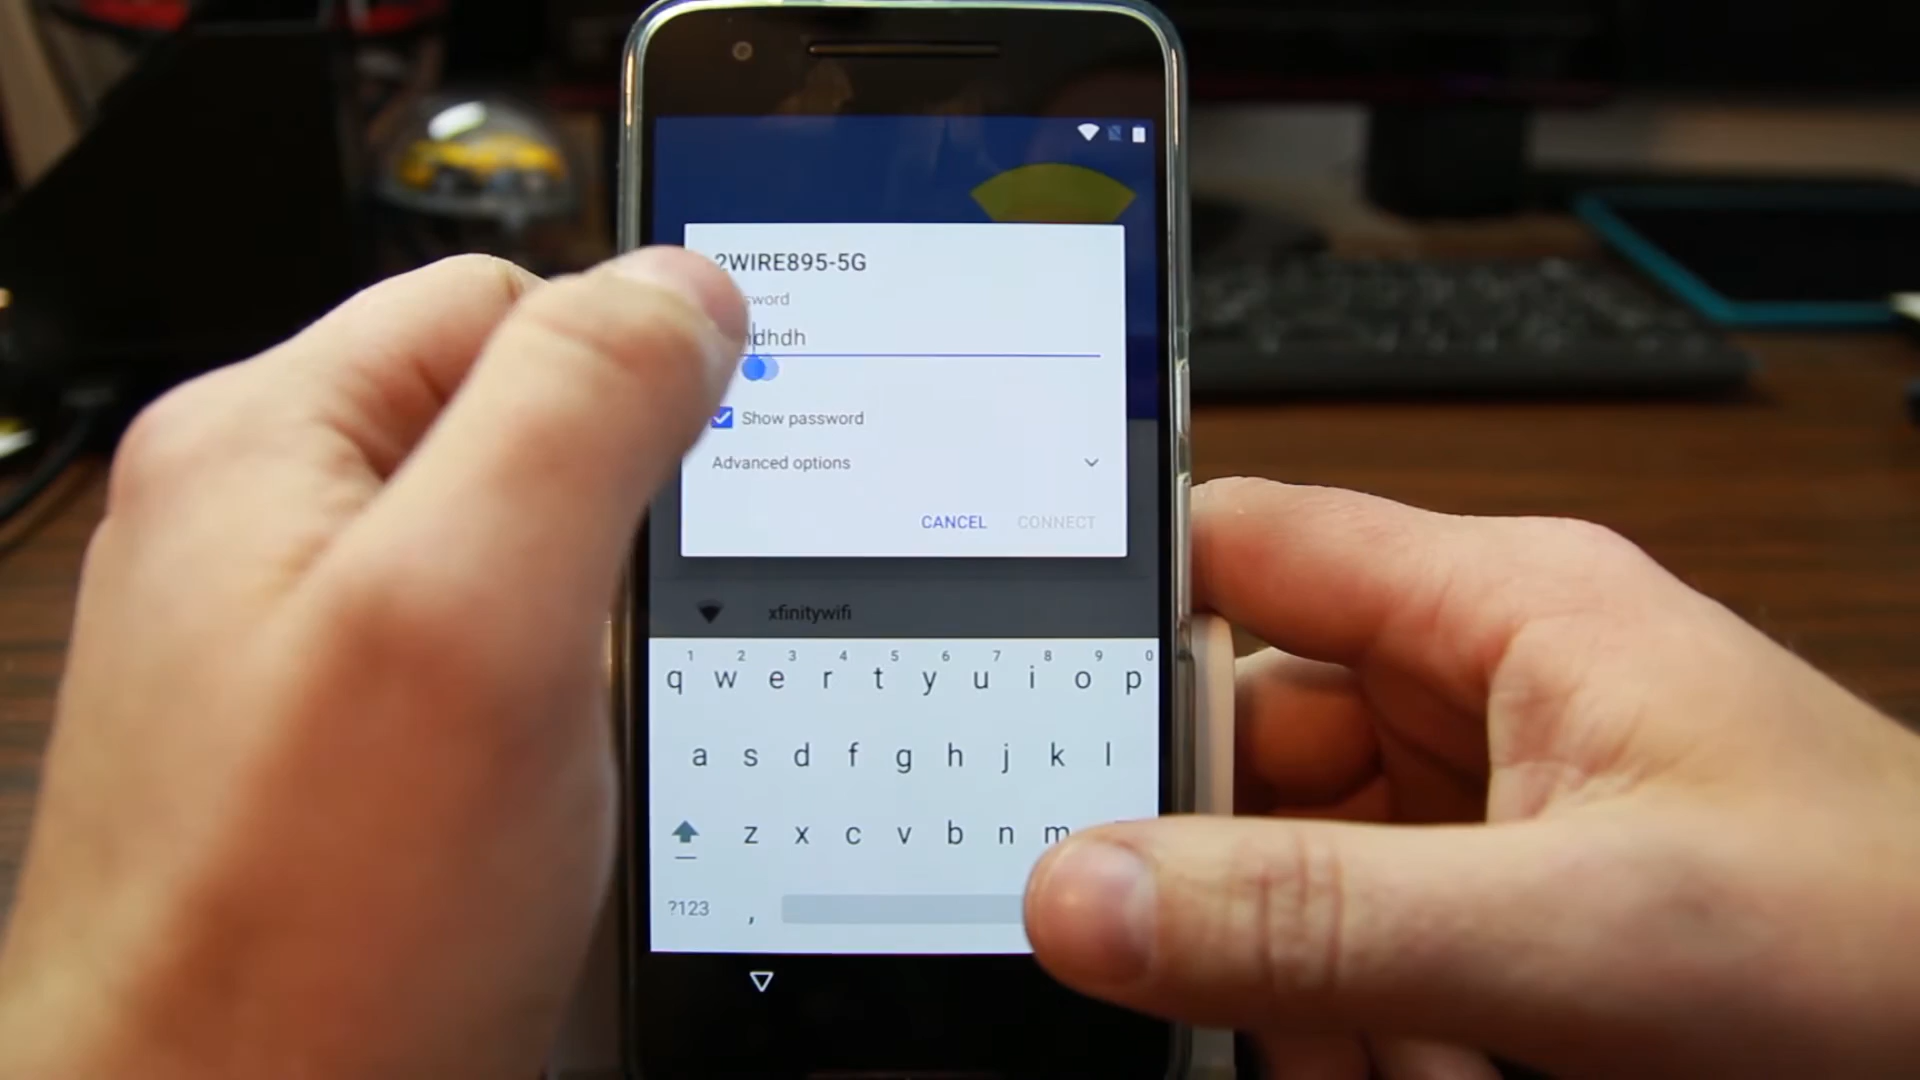 2WIRE895-5G
sword
dhdh
Show password
Advanced options
CANCEL CONNECT
xfinitywifi
1 2 3 4 5 6 7 8 9 0
q w e r t y u i o p
a s d f g h j k l
z x c v b n m
?123 ,